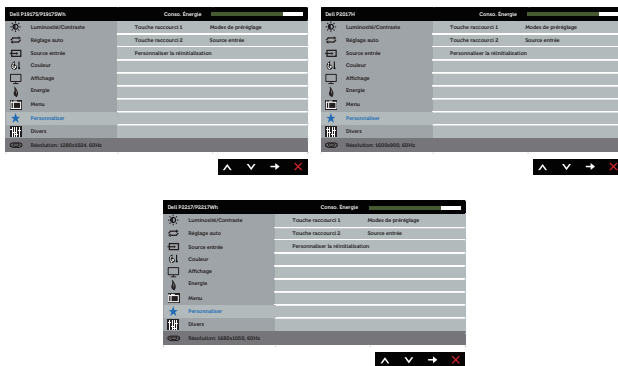 Dell P1917S/P1917SWh Conso. Énergie
Luminosité/Contraste Touche raccourci 1 Modes de préréglage
Réglage auto Touche raccourci 2 Source entrée
Source entrée Personnaliser la réinitialisation
Couleur
Affichage
Energie
Menu
Personnaliser
Divers
Résolution: 1280x1024, 60Hz
Dell P2017H Conso. Énergie
Luminosité/Contraste Touche raccourci 1 Modes de préréglage
Réglage auto Touche raccourci 2 Source entrée
Source entrée Personnaliser la réinitialisation
Couleur
Affichage
Energie
Menu
Personnaliser
Divers
Résolution: 1600x900, 60Hz
Dell P2217/P2217Wh Conso. Énergie
Luminosité/Contraste Touche raccourci 1 Modes de préréglage
Réglage auto Touche raccourci 2 Source entrée
Source entrée Personnaliser la réinitialisation
Couleur
Affichage
Energie
Menu
Personnaliser
Divers
Résolution: 1680x1050, 60Hz